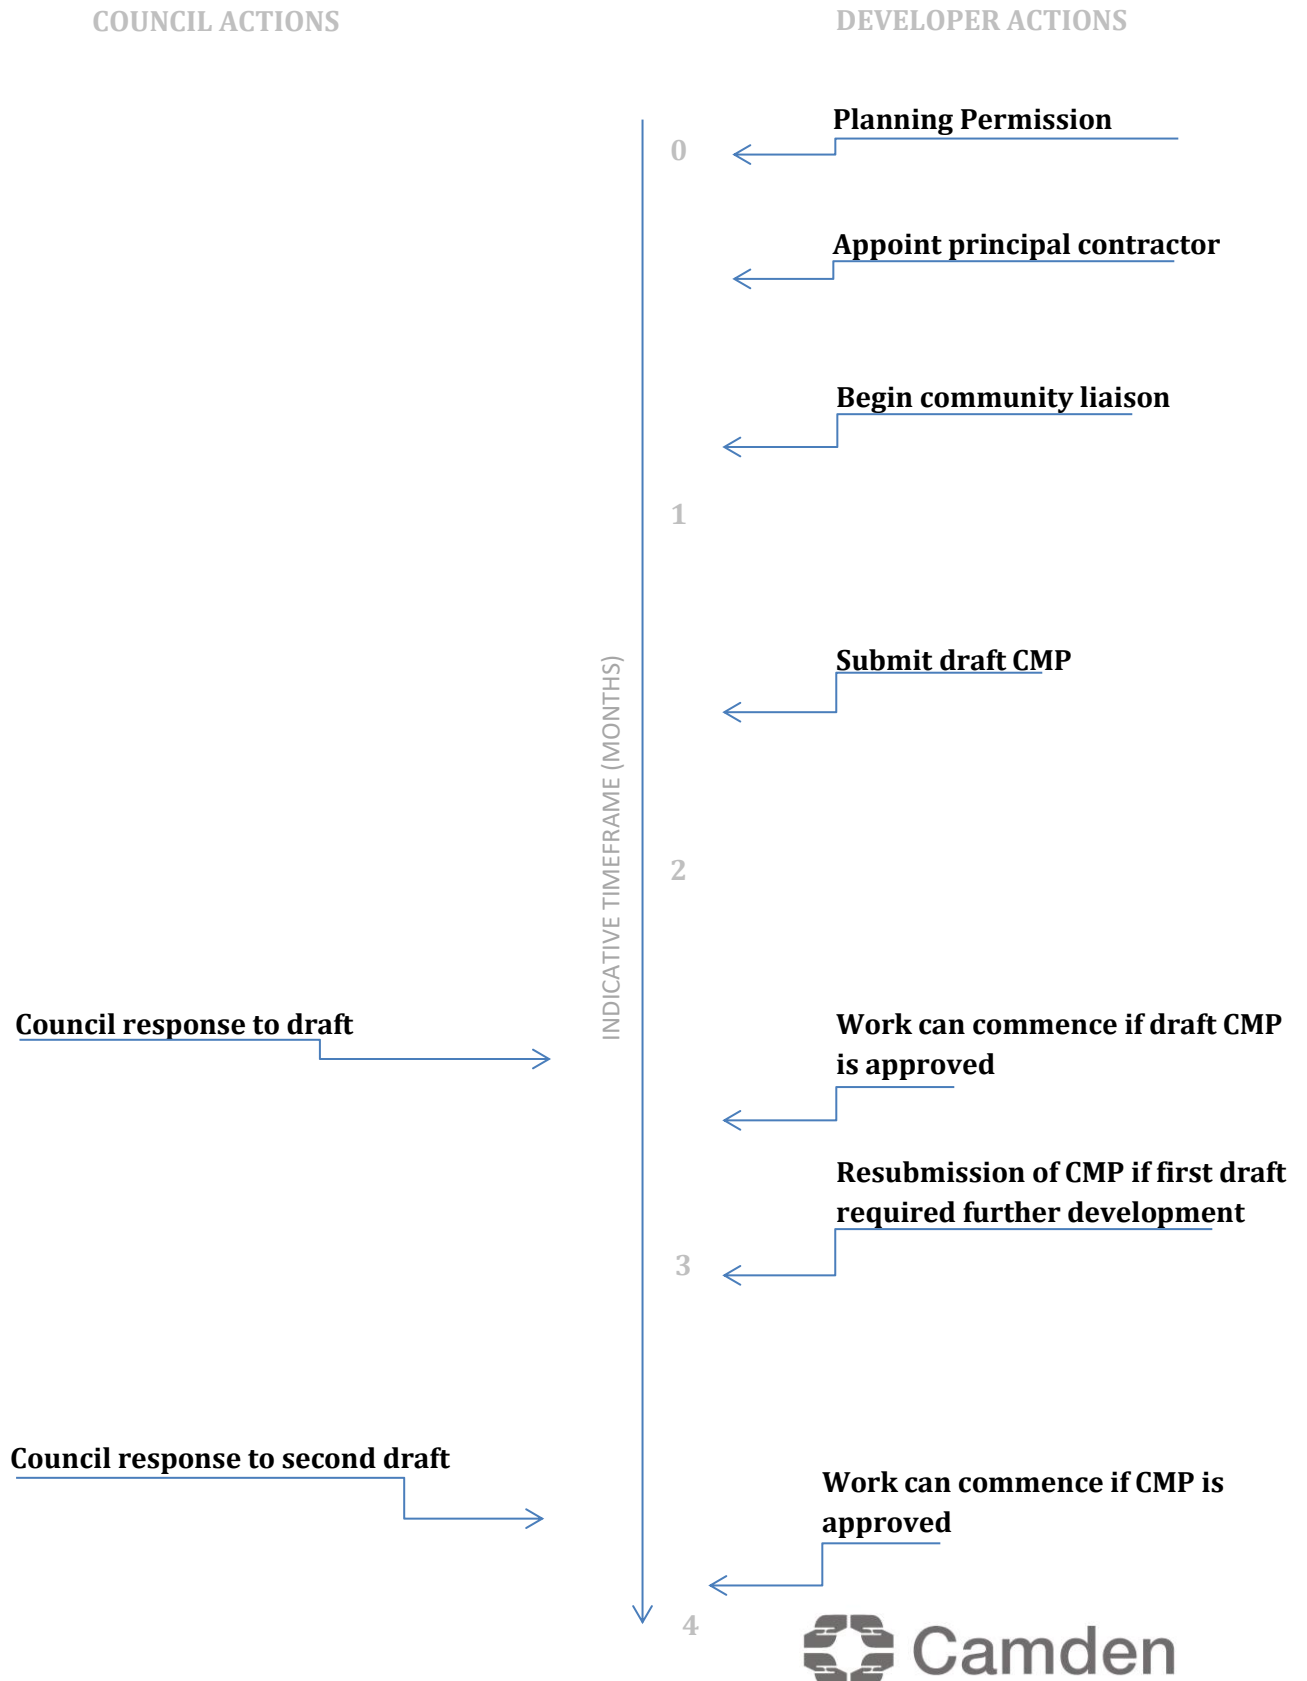 COUNCIL ACTIONS
DEVELOPER ACTIONS
Planning Permission
0
Appoint principal contractor
Begin community liaison
1
Submit draft CMP
INDICATIVE TIMEFRAME (MONTHS)
2
Council response to draft
Work can commence if draft CMP
is approved
Resubmission of CMP if first draft
required further development
3
Council response to second draft
Work can commence if CMP is
approved
4
Camden